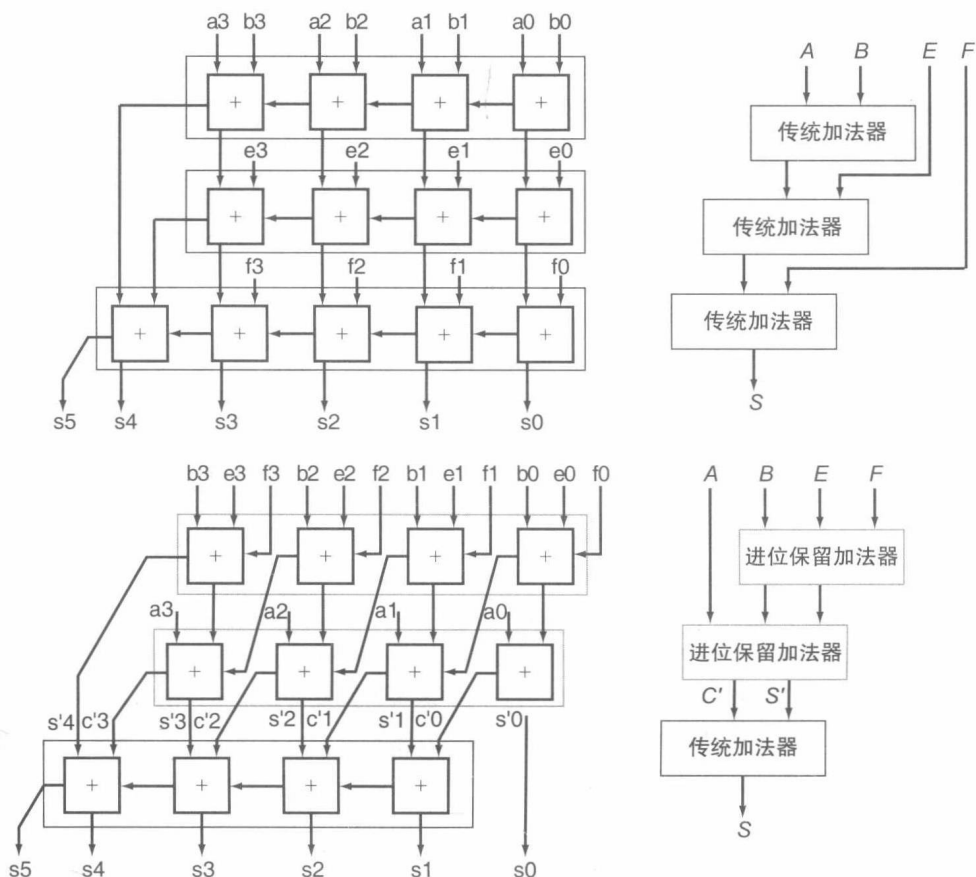 a3 b3 a2 b2 a1 b1 a0 b0
+ + + +
e3 e2 e1 e0
+ + + +
f3 f2 f1 f0
+ + + + +
s5 s4 s3 s2 s1 s0
A B E F
传统加法器
传统加法器
传统加法器
S
b3 e3 f3 b2 e2 f2 b1 e1 f1 b0 e0 f0
+ + + +
a3 a2 a1 a0
+ + + +
s'4 c'3 s'3 c'2 s'2 c'1 s'1 c'0 s'0
+ + + +
s5 s4 s3 s2 s1 s0
A B E F
进位保留加法器
进位保留加法器
C' S'
传统加法器
S